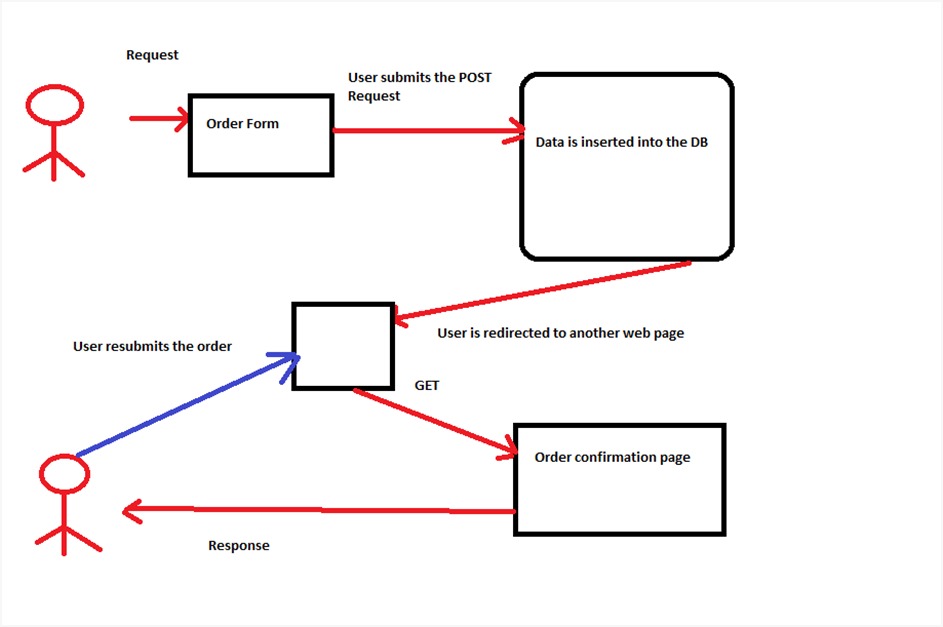 Request
User submits the POST
Request
Order Form
Data is inserted into the DB
User is redirected to another web page
User resubmits the order
GET
Order confirmation page
Response